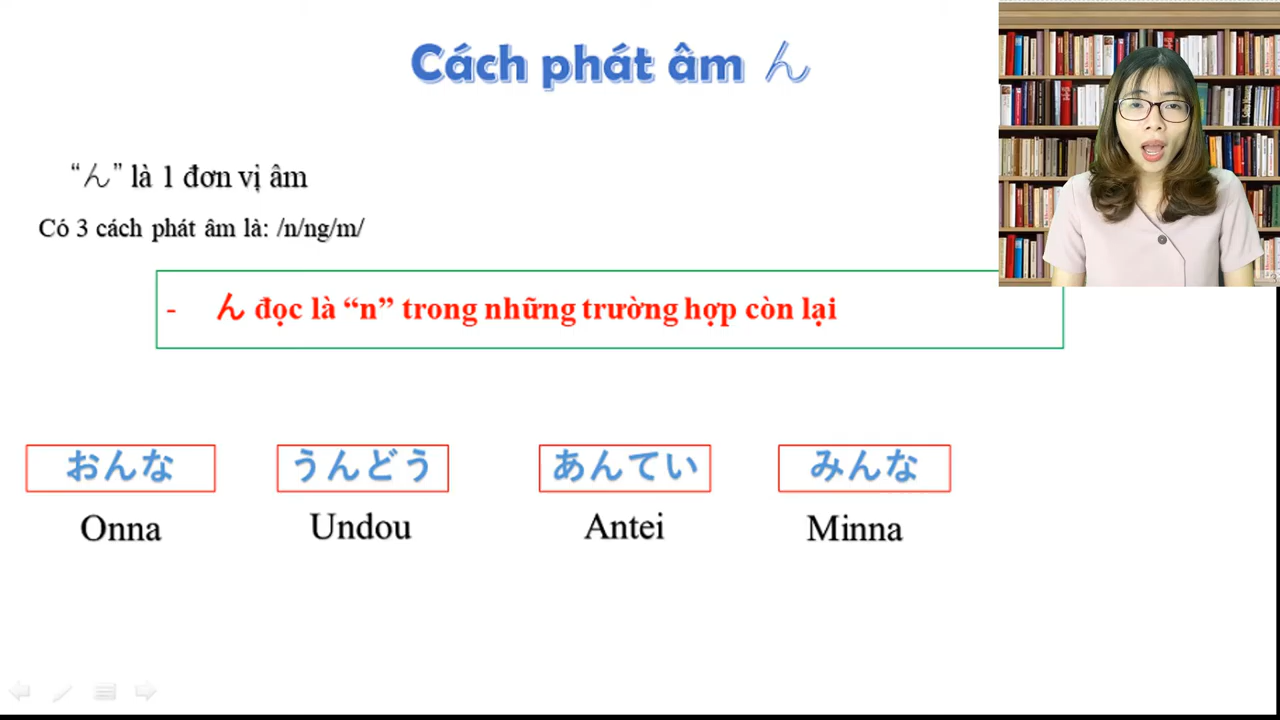 Cách phát âm ん
“ん” là 1 đơn vị âm
Có 3 cách phát âm là: /n/ng/m/
- ん đọc là “n” trong những trường hợp còn lại
おんな うんどう あんてい みんな
Onna Undou Antei Minna